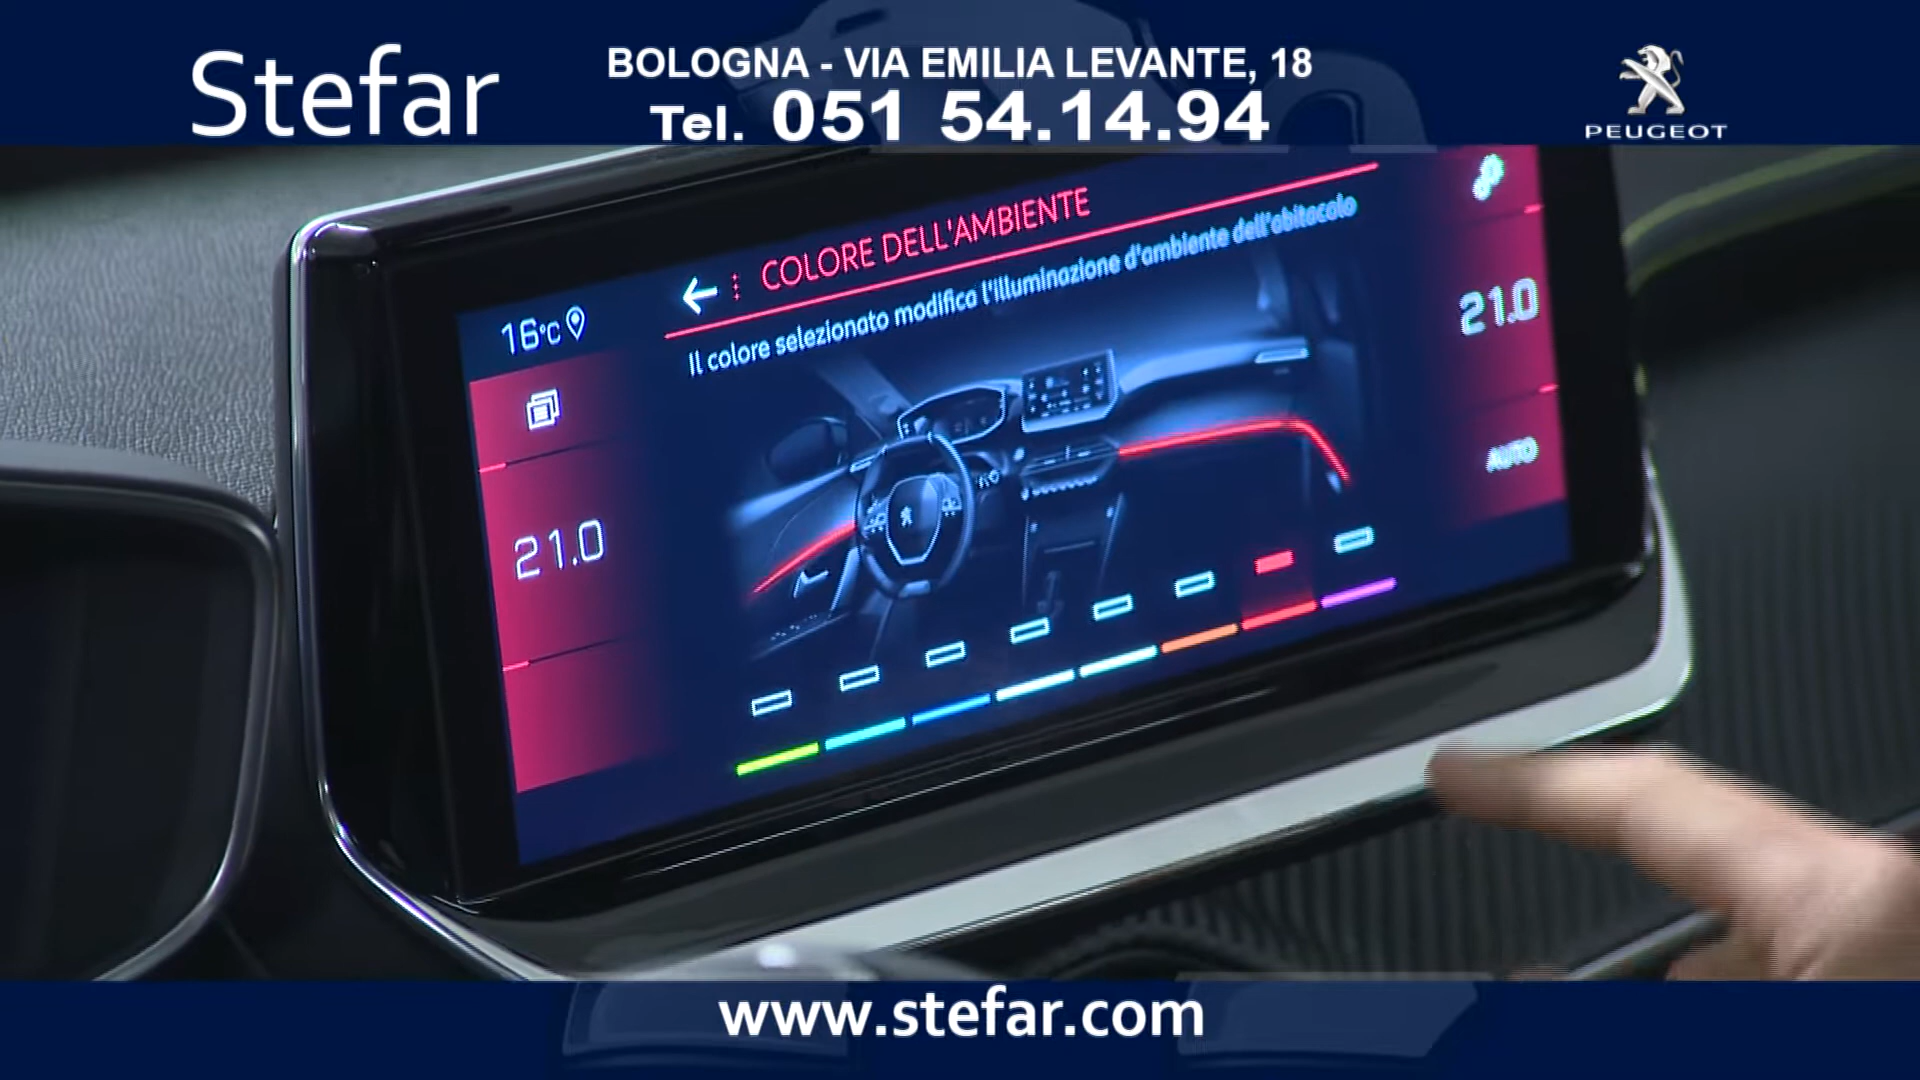 Stefar
BOLOGNA - VIA EMILIA LEVANTE, 18
Tel. 051 54.14.94
PEUGEOT
COLORE DELL'AMBIENTE
Il colore selezionato modifica l'illuminazione d'ambiente dell'abitacolo
16°C
21.0
21.0
AUTO
www.stefar.com